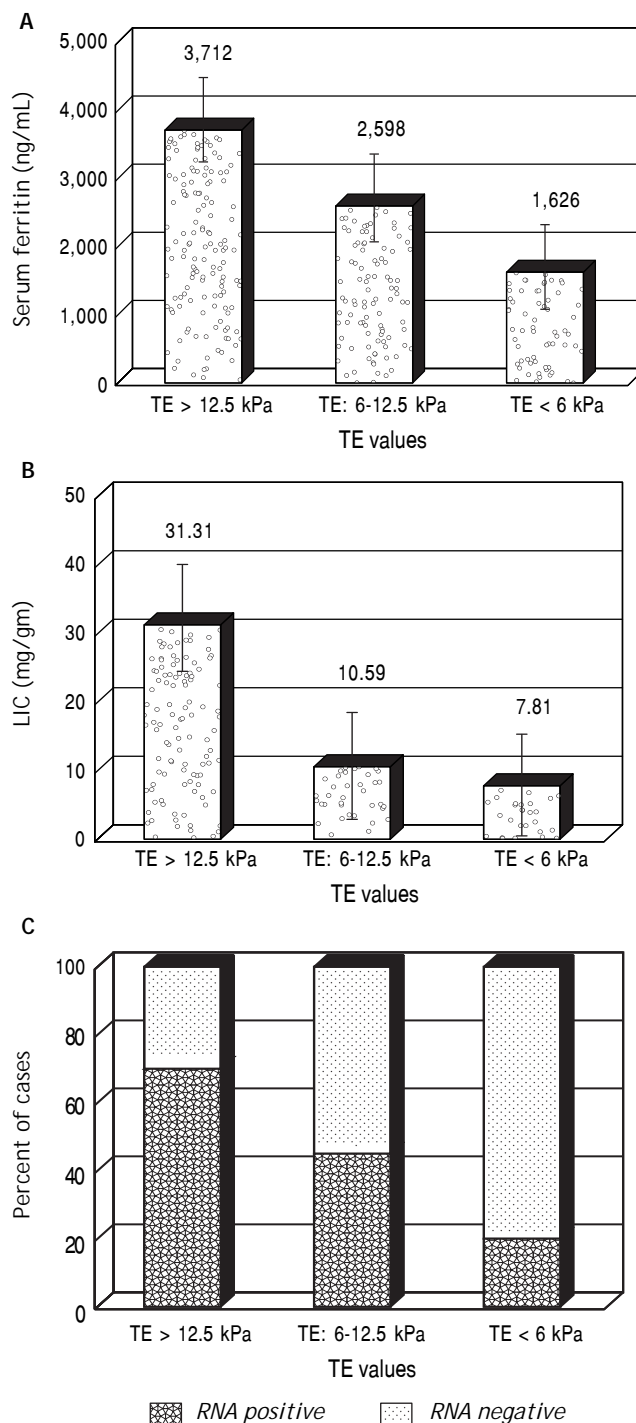 A
5,000
4,000
3,000
2,000
1,000
0
Serum ferritin (ng/mL)
3,712
2,598
1,626
TE > 12.5 kPa
TE: 6-12.5 kPa
TE < 6 kPa
TE values
B
50
40
30
20
10
0
LIC (mg/gm)
31.31
10.59
7.81
TE > 12.5 kPa
TE: 6-12.5 kPa
TE < 6 kPa
TE values
C
100
80
60
40
20
0
Percent of cases
TE > 12.5 kPa
TE: 6-12.5 kPa
TE < 6 kPa
TE values
RNA positive
RNA negative